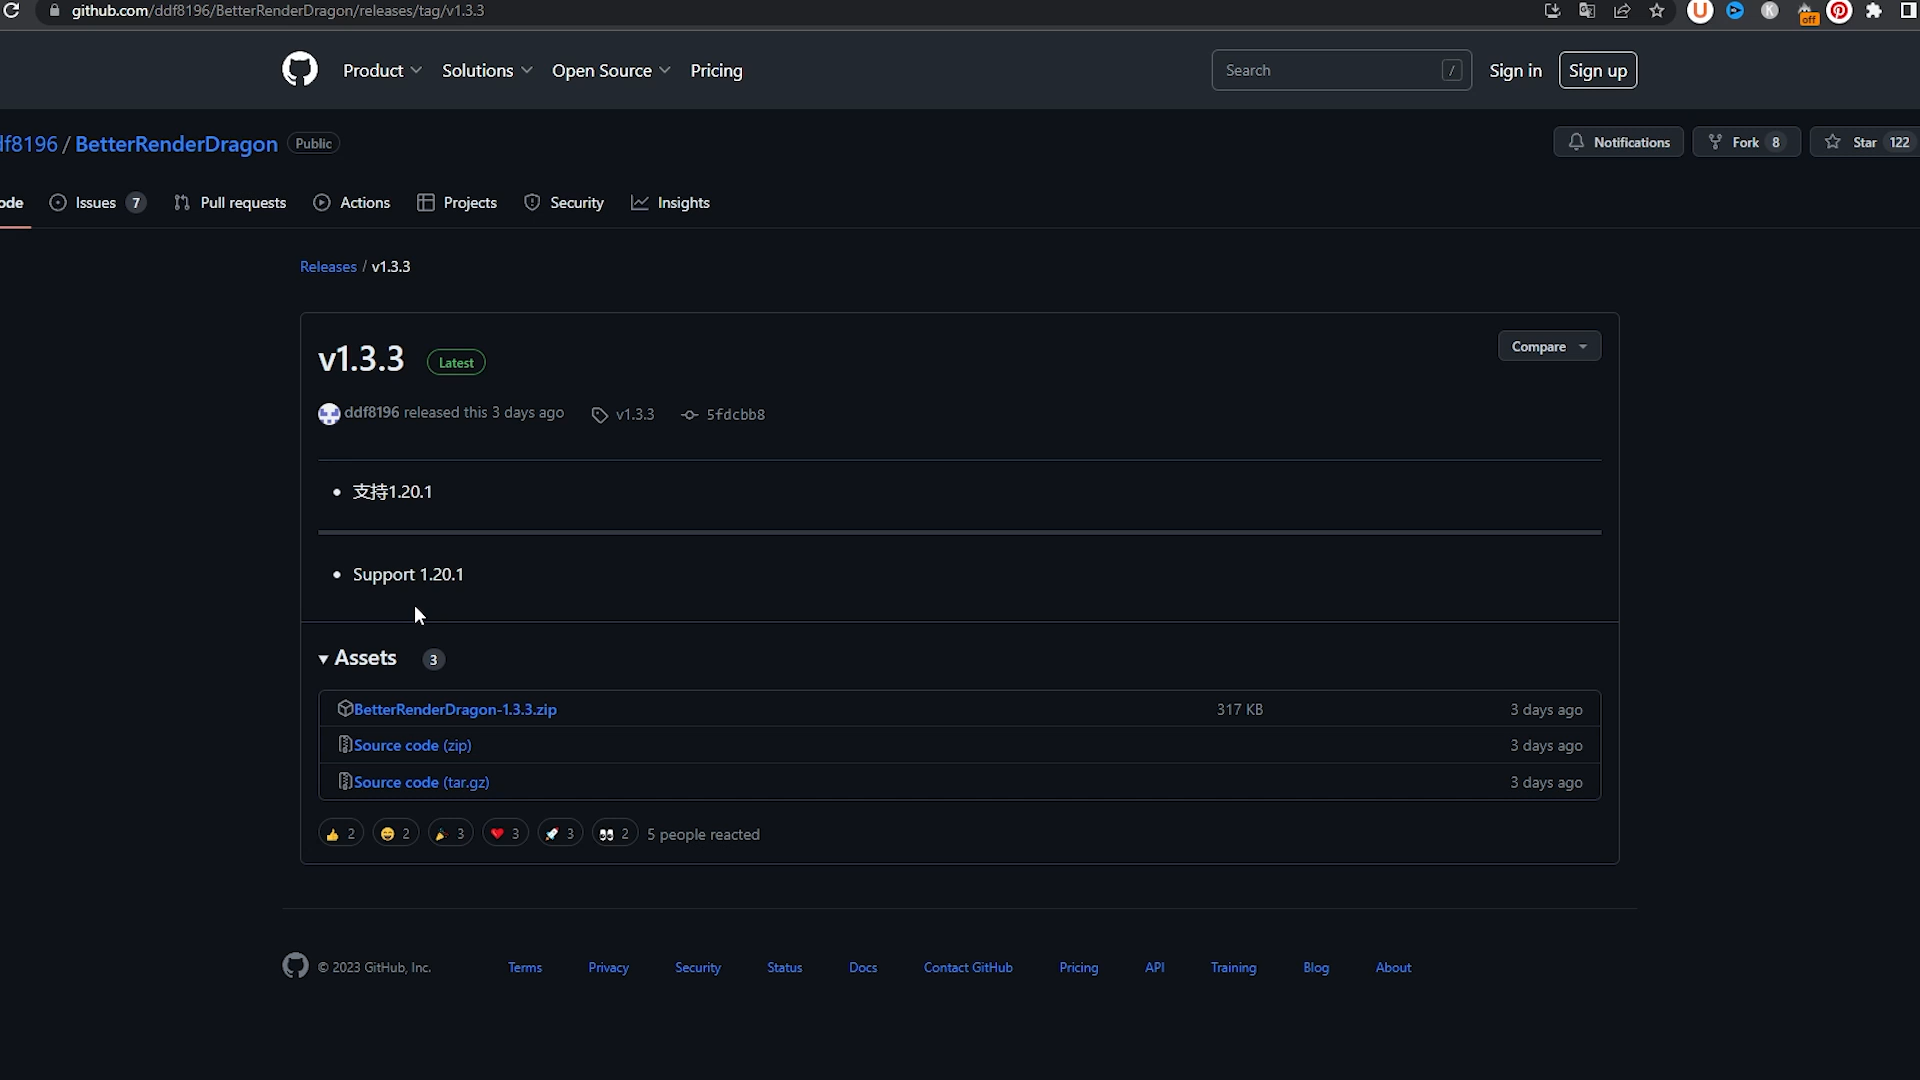 github.com/ddf8196/BetterRenderDragon/releases/tag/v1.3.3
U K off
Product Solutions Open Source Pricing Search / Sign in Sign up
df8196 / BetterRenderDragon Public Notifications Fork 8 Star 122
ode Issues 7 Pull requests Actions Projects Security Insights
Releases / v1.3.3
v1.3.3 Latest Compare
ddf8196 released this 3 days ago v1.3.3 5fdcbb8
• 支持1.20.1
• Support 1.20.1
Assets 3
BetterRenderDragon-1.3.3.zip 317 KB 3 days ago
Source code (zip) 3 days ago
Source code (tar.gz) 3 days ago
👍 2 😄 2 🎉 3 ❤️ 3 🚀 3 👀 2 5 people reacted
© 2023 GitHub, Inc. Terms Privacy Security Status Docs Contact GitHub Pricing API Training Blog About